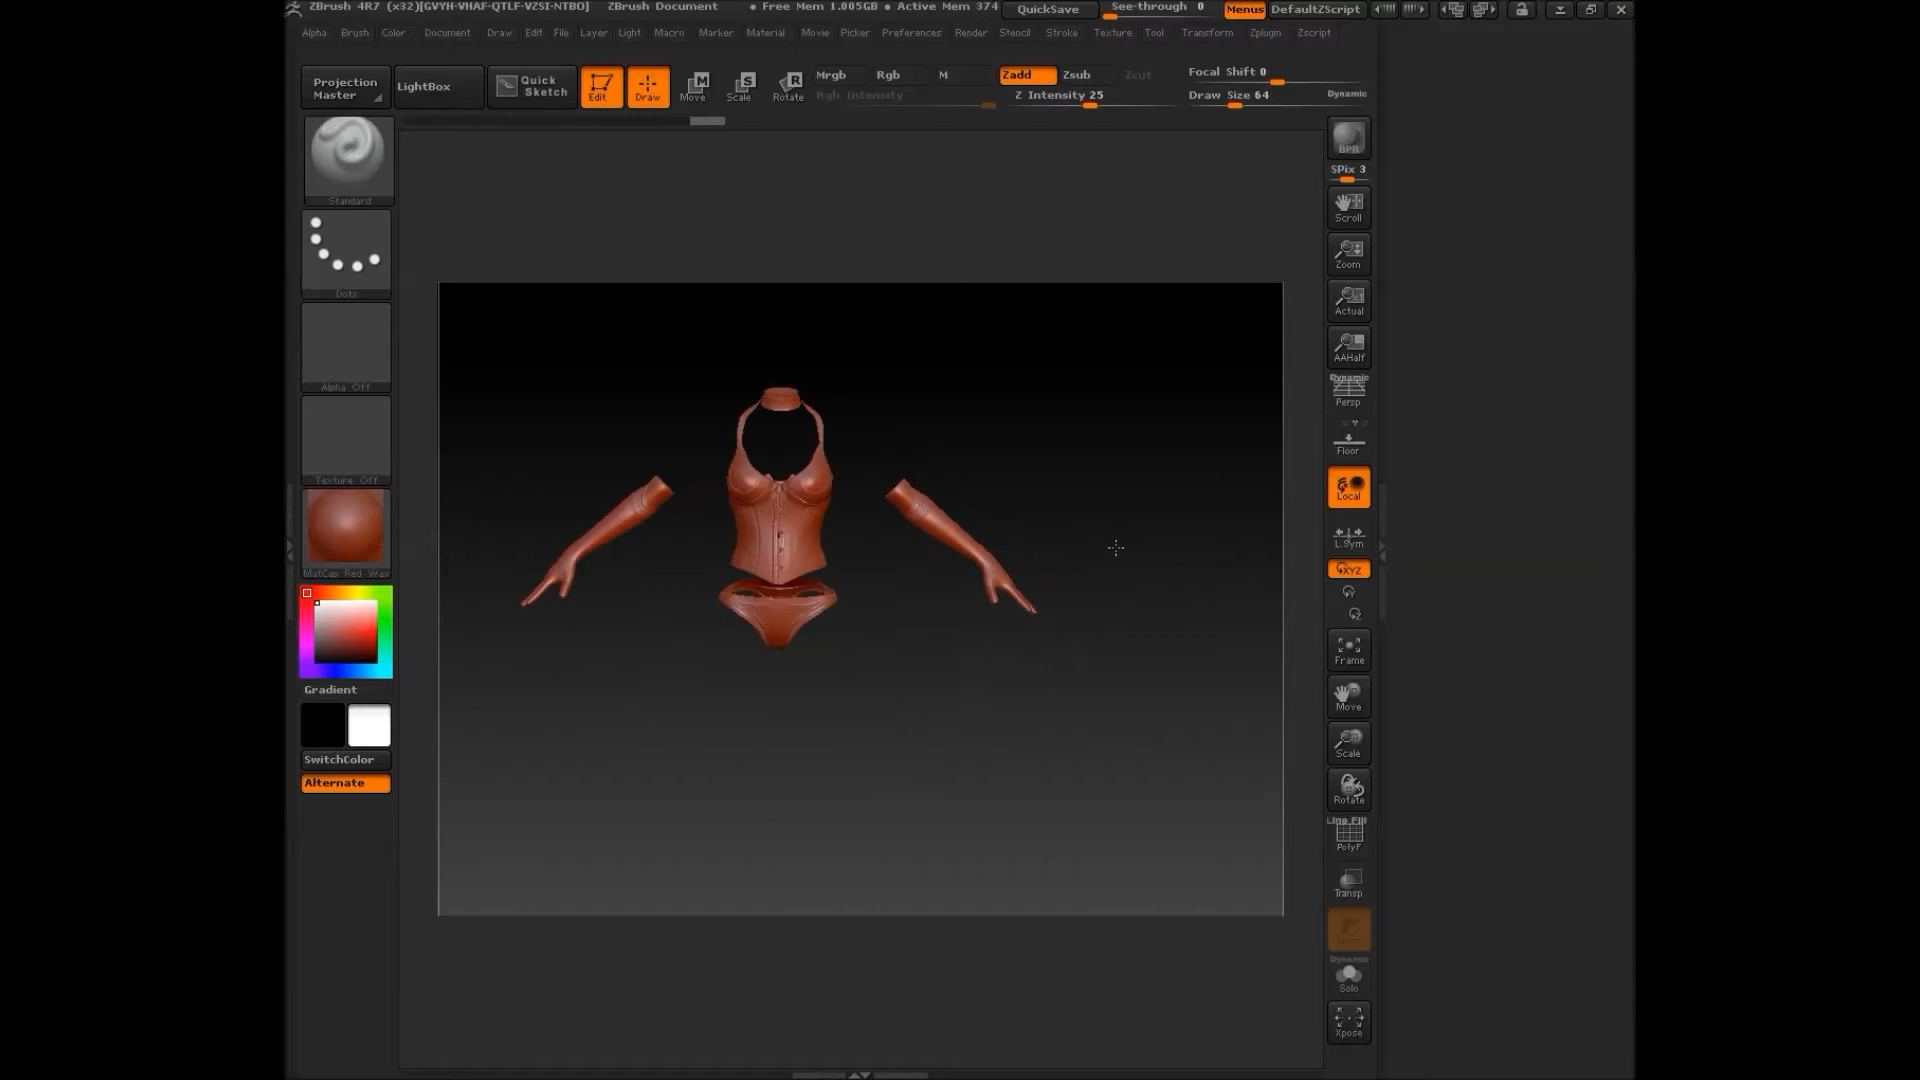 ZBrush 4R7 (x32)[GVYH-VHAF-QTLF-VZSI-NTBO] ZBrush Document • Free Mem 1.005GB • Active Mem 374 QuickSave See-through 0 Menus DefaultZScript
Alpha Brush Color Document Draw Edit File Layer Light Macro Marker Material Movie Picker Preferences Render Stencil Stroke Texture Tool Transform Zplugin Zscript
Projection Master
LightBox
Quick Sketch
Edit
Draw
Move
Scale
Rotate
Mrgb Rgb M Zadd Zsub Zcut
Rgb Intensity Z Intensity 25
Focal Shift 0
Draw Size 64 Dynamic
Standard
Dots
Alpha Off
Texture Off
MatCap Red Wax
Gradient
SwitchColor
Alternate
BPR
SPix 3
Scroll
Zoom
Actual
AAHalf
Dynamic
Persp
Floor
Local
L.Sym
XYZ
Y
Z
Frame
Move
Scale
Rotate
Line Fill
PolyF
Transp
Dynamic
Solo
Xpose